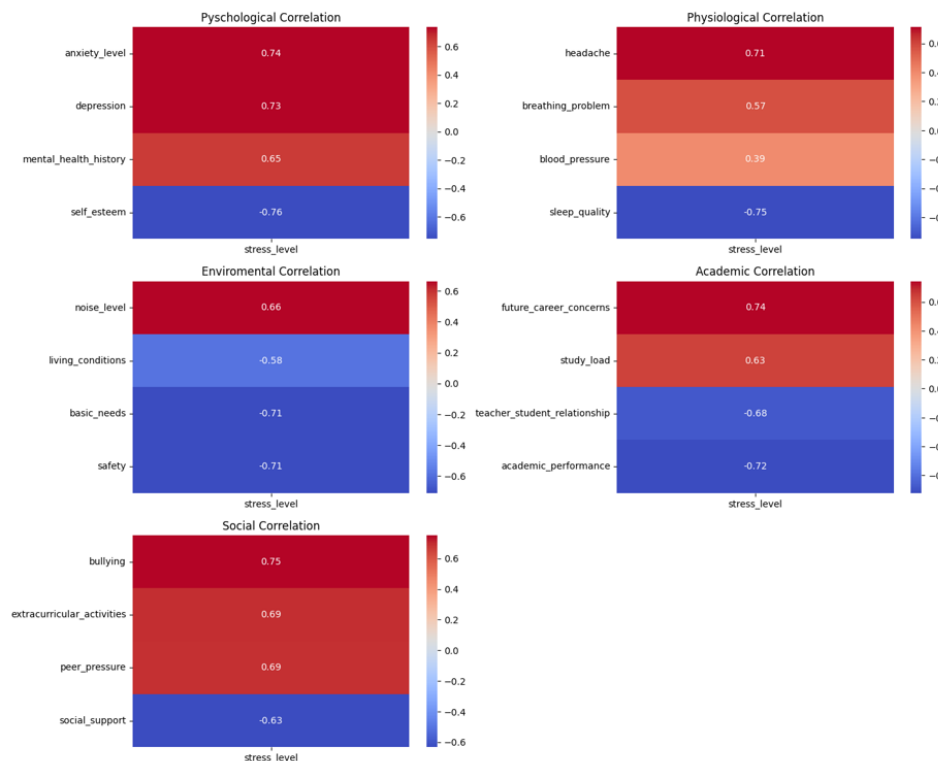 Pyschological Correlation
anxiety_level
0.74
depression
0.73
mental_health_history
0.65
self_esteem
-0.76
stress_level
0.6
0.4
0.2
0.0
-0.2
-0.4
-0.6
Physiological Correlation
headache
0.71
breathing_problem
0.57
blood_pressure
0.39
sleep_quality
-0.75
stress_level
Enviromental Correlation
noise_level
0.66
living_conditions
-0.58
basic_needs
-0.71
safety
-0.71
stress_level
0.6
0.4
0.2
0.0
-0.2
-0.4
-0.6
Academic Correlation
future_career_concerns
0.74
study_load
0.63
teacher_student_relationship
-0.68
academic_performance
-0.72
stress_level
Social Correlation
bullying
0.75
extracurricular_activities
0.69
peer_pressure
0.69
social_support
-0.63
stress_level
0.6
0.4
0.2
0.0
-0.2
-0.4
-0.6